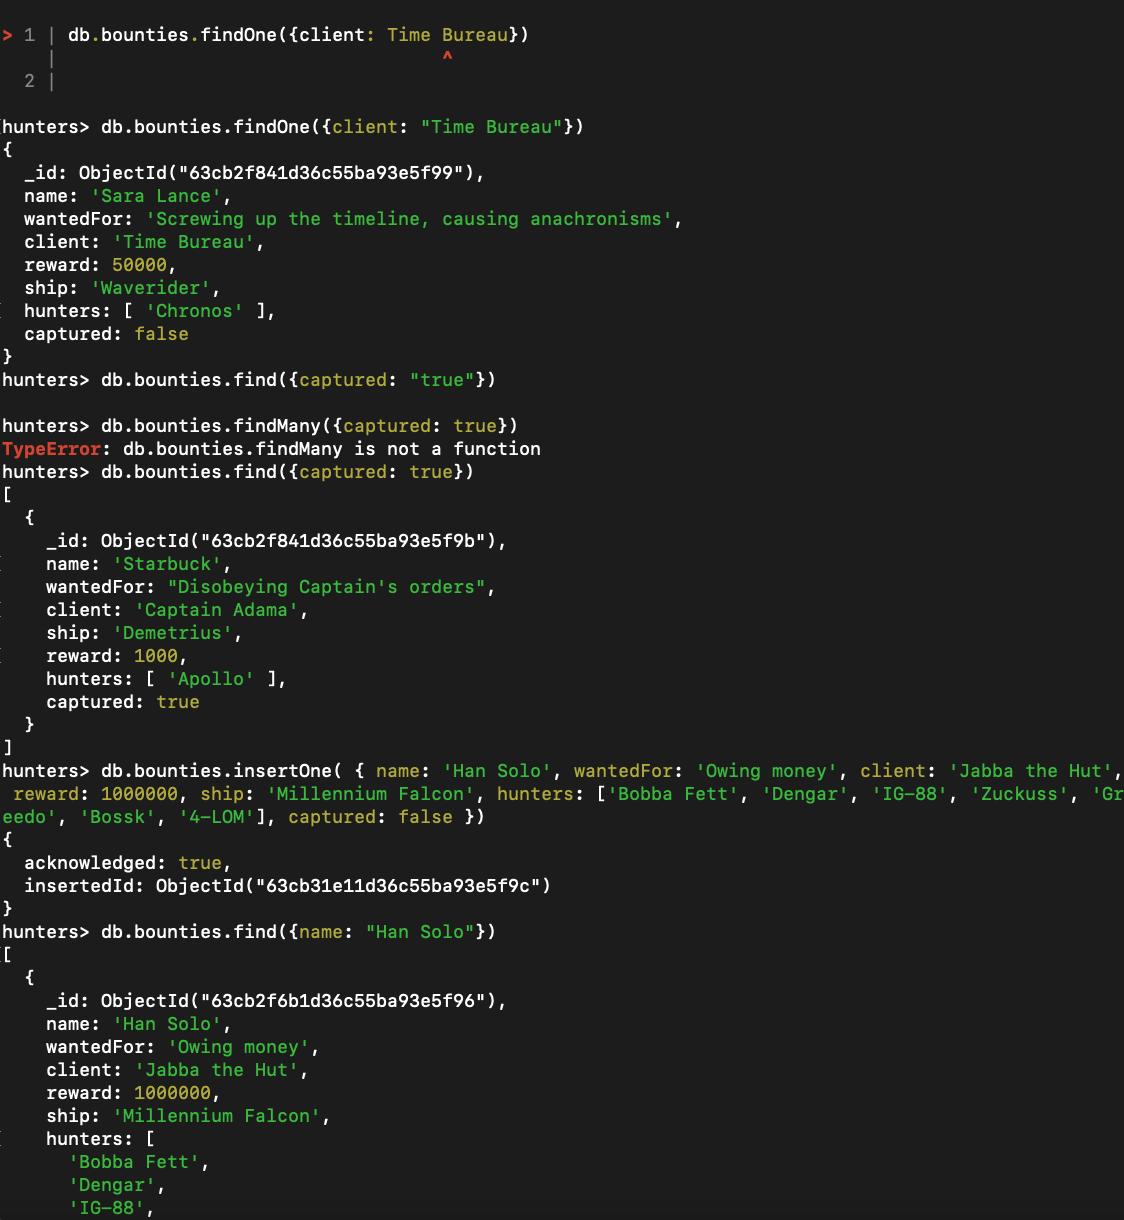 > 1 | db.bounties.findOne({client: Time Bureau})
    |                                   ^
  2 |
hunters> db.bounties.findOne({client: "Time Bureau"})
{
  _id: ObjectId("63cb2f841d36c55ba93e5f99"),
  name: 'Sara Lance',
  wantedFor: 'Screwing up the timeline, causing anachronisms',
  client: 'Time Bureau',
  reward: 50000,
  ship: 'Waverider',
  hunters: [ 'Chronos' ],
  captured: false
}
hunters> db.bounties.find({captured: "true"})
hunters> db.bounties.findMany({captured: true})
TypeError: db.bounties.findMany is not a function
hunters> db.bounties.find({captured: true})
[
  {
    _id: ObjectId("63cb2f841d36c55ba93e5f9b"),
    name: 'Starbuck',
    wantedFor: "Disobeying Captain's orders",
    client: 'Captain Adama',
    ship: 'Demetrius',
    reward: 1000,
    hunters: [ 'Apollo' ],
    captured: true
  }
]
hunters> db.bounties.insertOne( { name: 'Han Solo', wantedFor: 'Owing money', client: 'Jabba the Hut',
 reward: 1000000, ship: 'Millennium Falcon', hunters: ['Bobba Fett', 'Dengar', 'IG-88', 'Zuckuss', 'Gr
eedo', 'Bossk', '4-LOM'], captured: false })
{
  acknowledged: true,
  insertedId: ObjectId("63cb31e11d36c55ba93e5f9c")
}
hunters> db.bounties.find({name: "Han Solo"})
[
  {
    _id: ObjectId("63cb2f6b1d36c55ba93e5f96"),
    name: 'Han Solo',
    wantedFor: 'Owing money',
    client: 'Jabba the Hut',
    reward: 1000000,
    ship: 'Millennium Falcon',
    hunters: [
      'Bobba Fett',
      'Dengar',
      'IG-88',